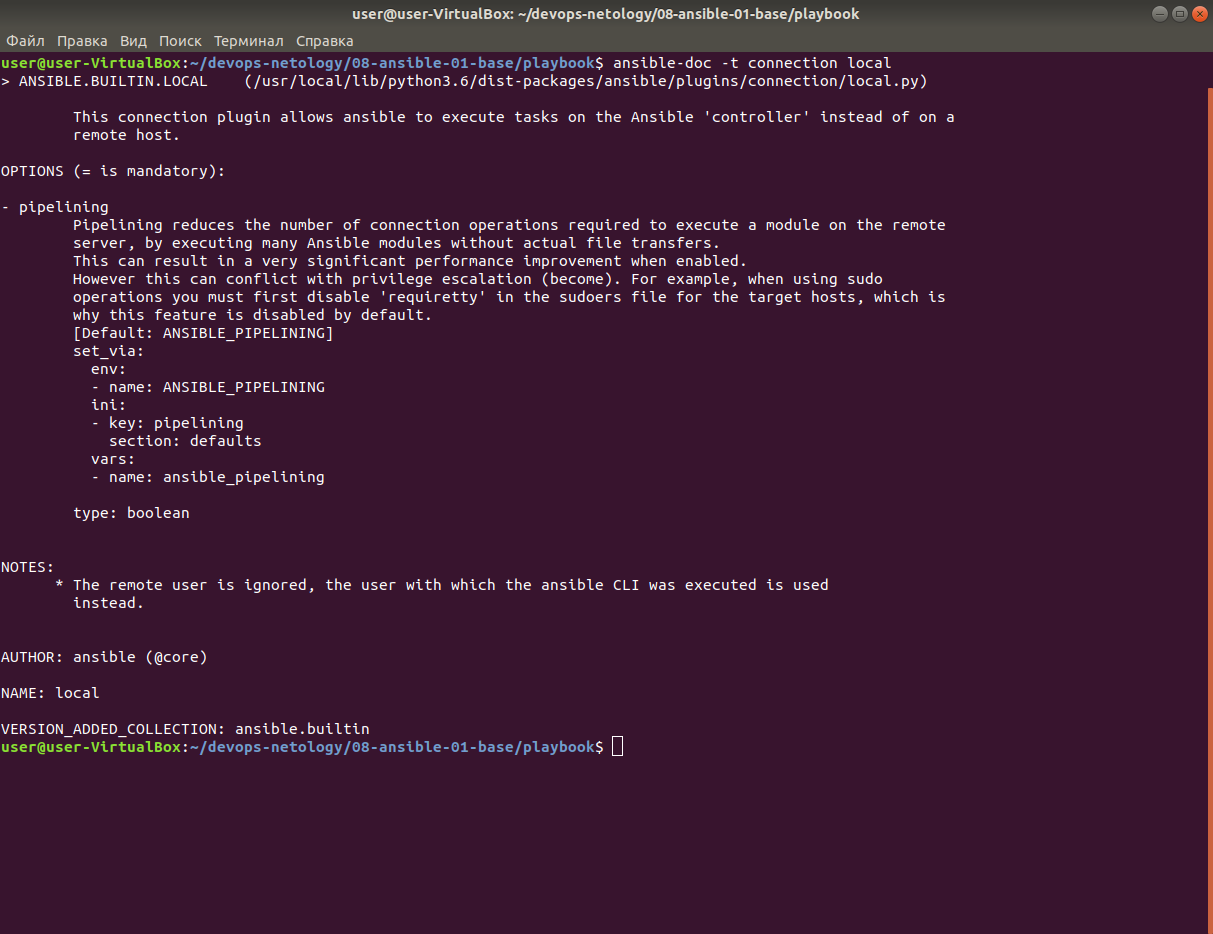 user@user-VirtualBox: ~/devops-netology/08-ansible-01-base/playbook
Файл Правка Вид Поиск Терминал Справка
user@user-VirtualBox:~/devops-netology/08-ansible-01-base/playbook$ ansible-doc -t connection local
> ANSIBLE.BUILTIN.LOCAL    (/usr/local/lib/python3.6/dist-packages/ansible/plugins/connection/local.py)
        This connection plugin allows ansible to execute tasks on the Ansible 'controller' instead of on a
        remote host.
OPTIONS (= is mandatory):
- pipelining
        Pipelining reduces the number of connection operations required to execute a module on the remote
        server, by executing many Ansible modules without actual file transfers.
        This can result in a very significant performance improvement when enabled.
        However this can conflict with privilege escalation (become). For example, when using sudo
        operations you must first disable 'requiretty' in the sudoers file for the target hosts, which is
        why this feature is disabled by default.
        [Default: ANSIBLE_PIPELINING]
        set_via:
          env:
          - name: ANSIBLE_PIPELINING
          ini:
          - key: pipelining
            section: defaults
          vars:
          - name: ansible_pipelining
        type: boolean
NOTES:
      * The remote user is ignored, the user with which the ansible CLI was executed is used
        instead.
AUTHOR: ansible (@core)
NAME: local
VERSION_ADDED_COLLECTION: ansible.builtin
user@user-VirtualBox:~/devops-netology/08-ansible-01-base/playbook$